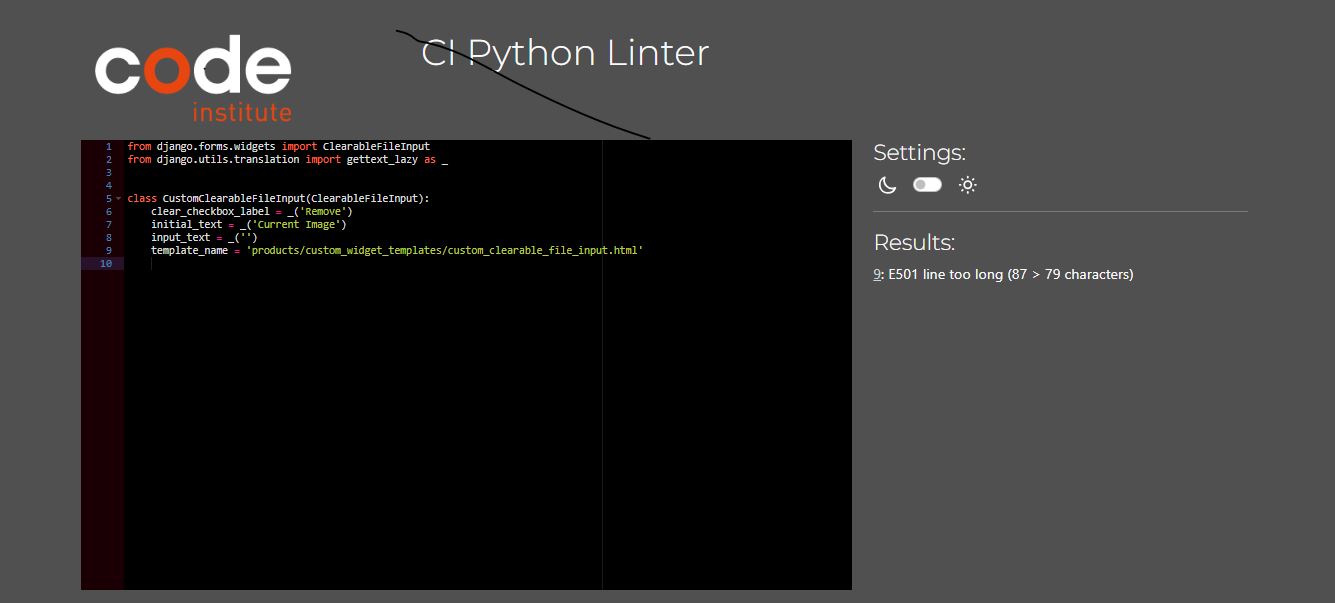 code
institute
CI Python Linter
1 from django.forms.widgets import ClearableFileInput
2 from django.utils.translation import gettext_lazy as _
3
4
5 class CustomClearableFileInput(ClearableFileInput):
6     clear_checkbox_label = _('Remove')
7     initial_text = _('Current Image')
8     input_text = _('')
9     template_name = 'products/custom_widget_templates/custom_clearable_file_input.html'
10
Settings:
Results:
9: E501 line too long (87 > 79 characters)